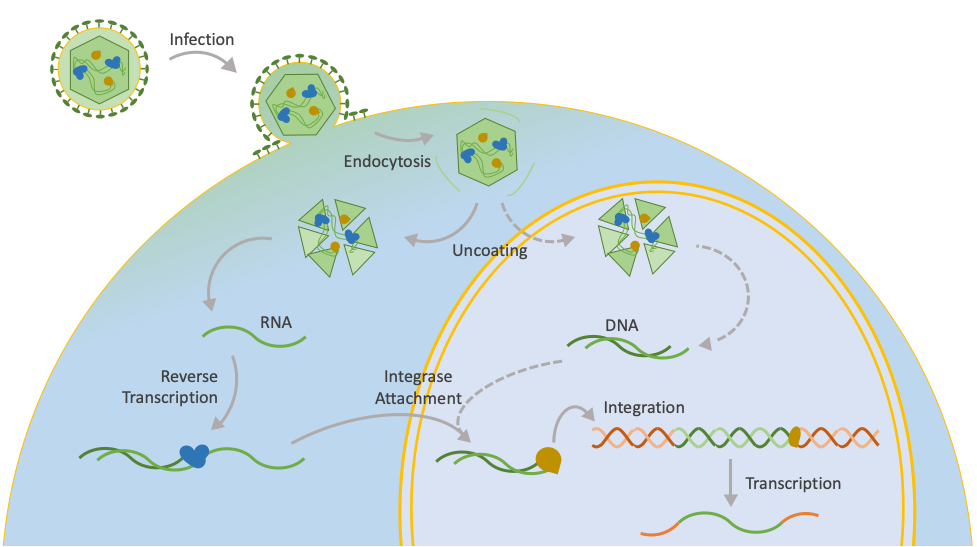 Infection
Endocytosis
Uncoating
RNA
DNA
Reverse
Transcription
Integrase
Attachment
Integration
Transcription